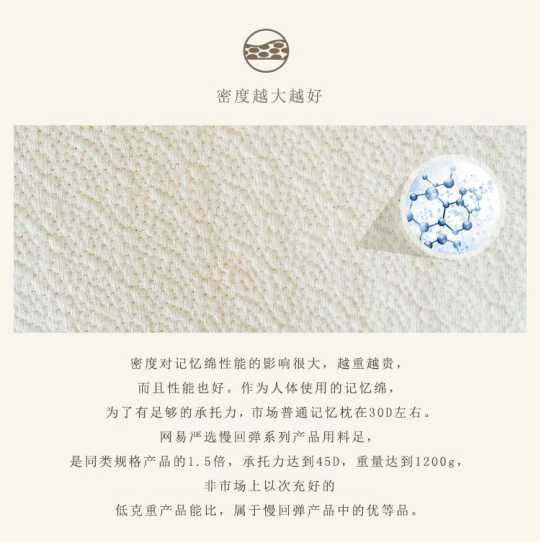 密度越大越好
密度对记忆绵性能的影响很大，越重越贵，
而且性能也好。作为人体使用的记忆绵，
为了有足够的承托力，市场普通记忆枕在30D左右。
网易严选慢回弹系列产品用料足，
是同类规格产品的1.5倍，承托力达到45D，重量达到1200g，
非市场上以次充好的
低克重产品能比，属于慢回弹产品中的优等品。